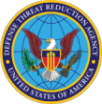 DEFENSE THREAT REDUCTION AGENCY
UNITED STATES OF AMERICA